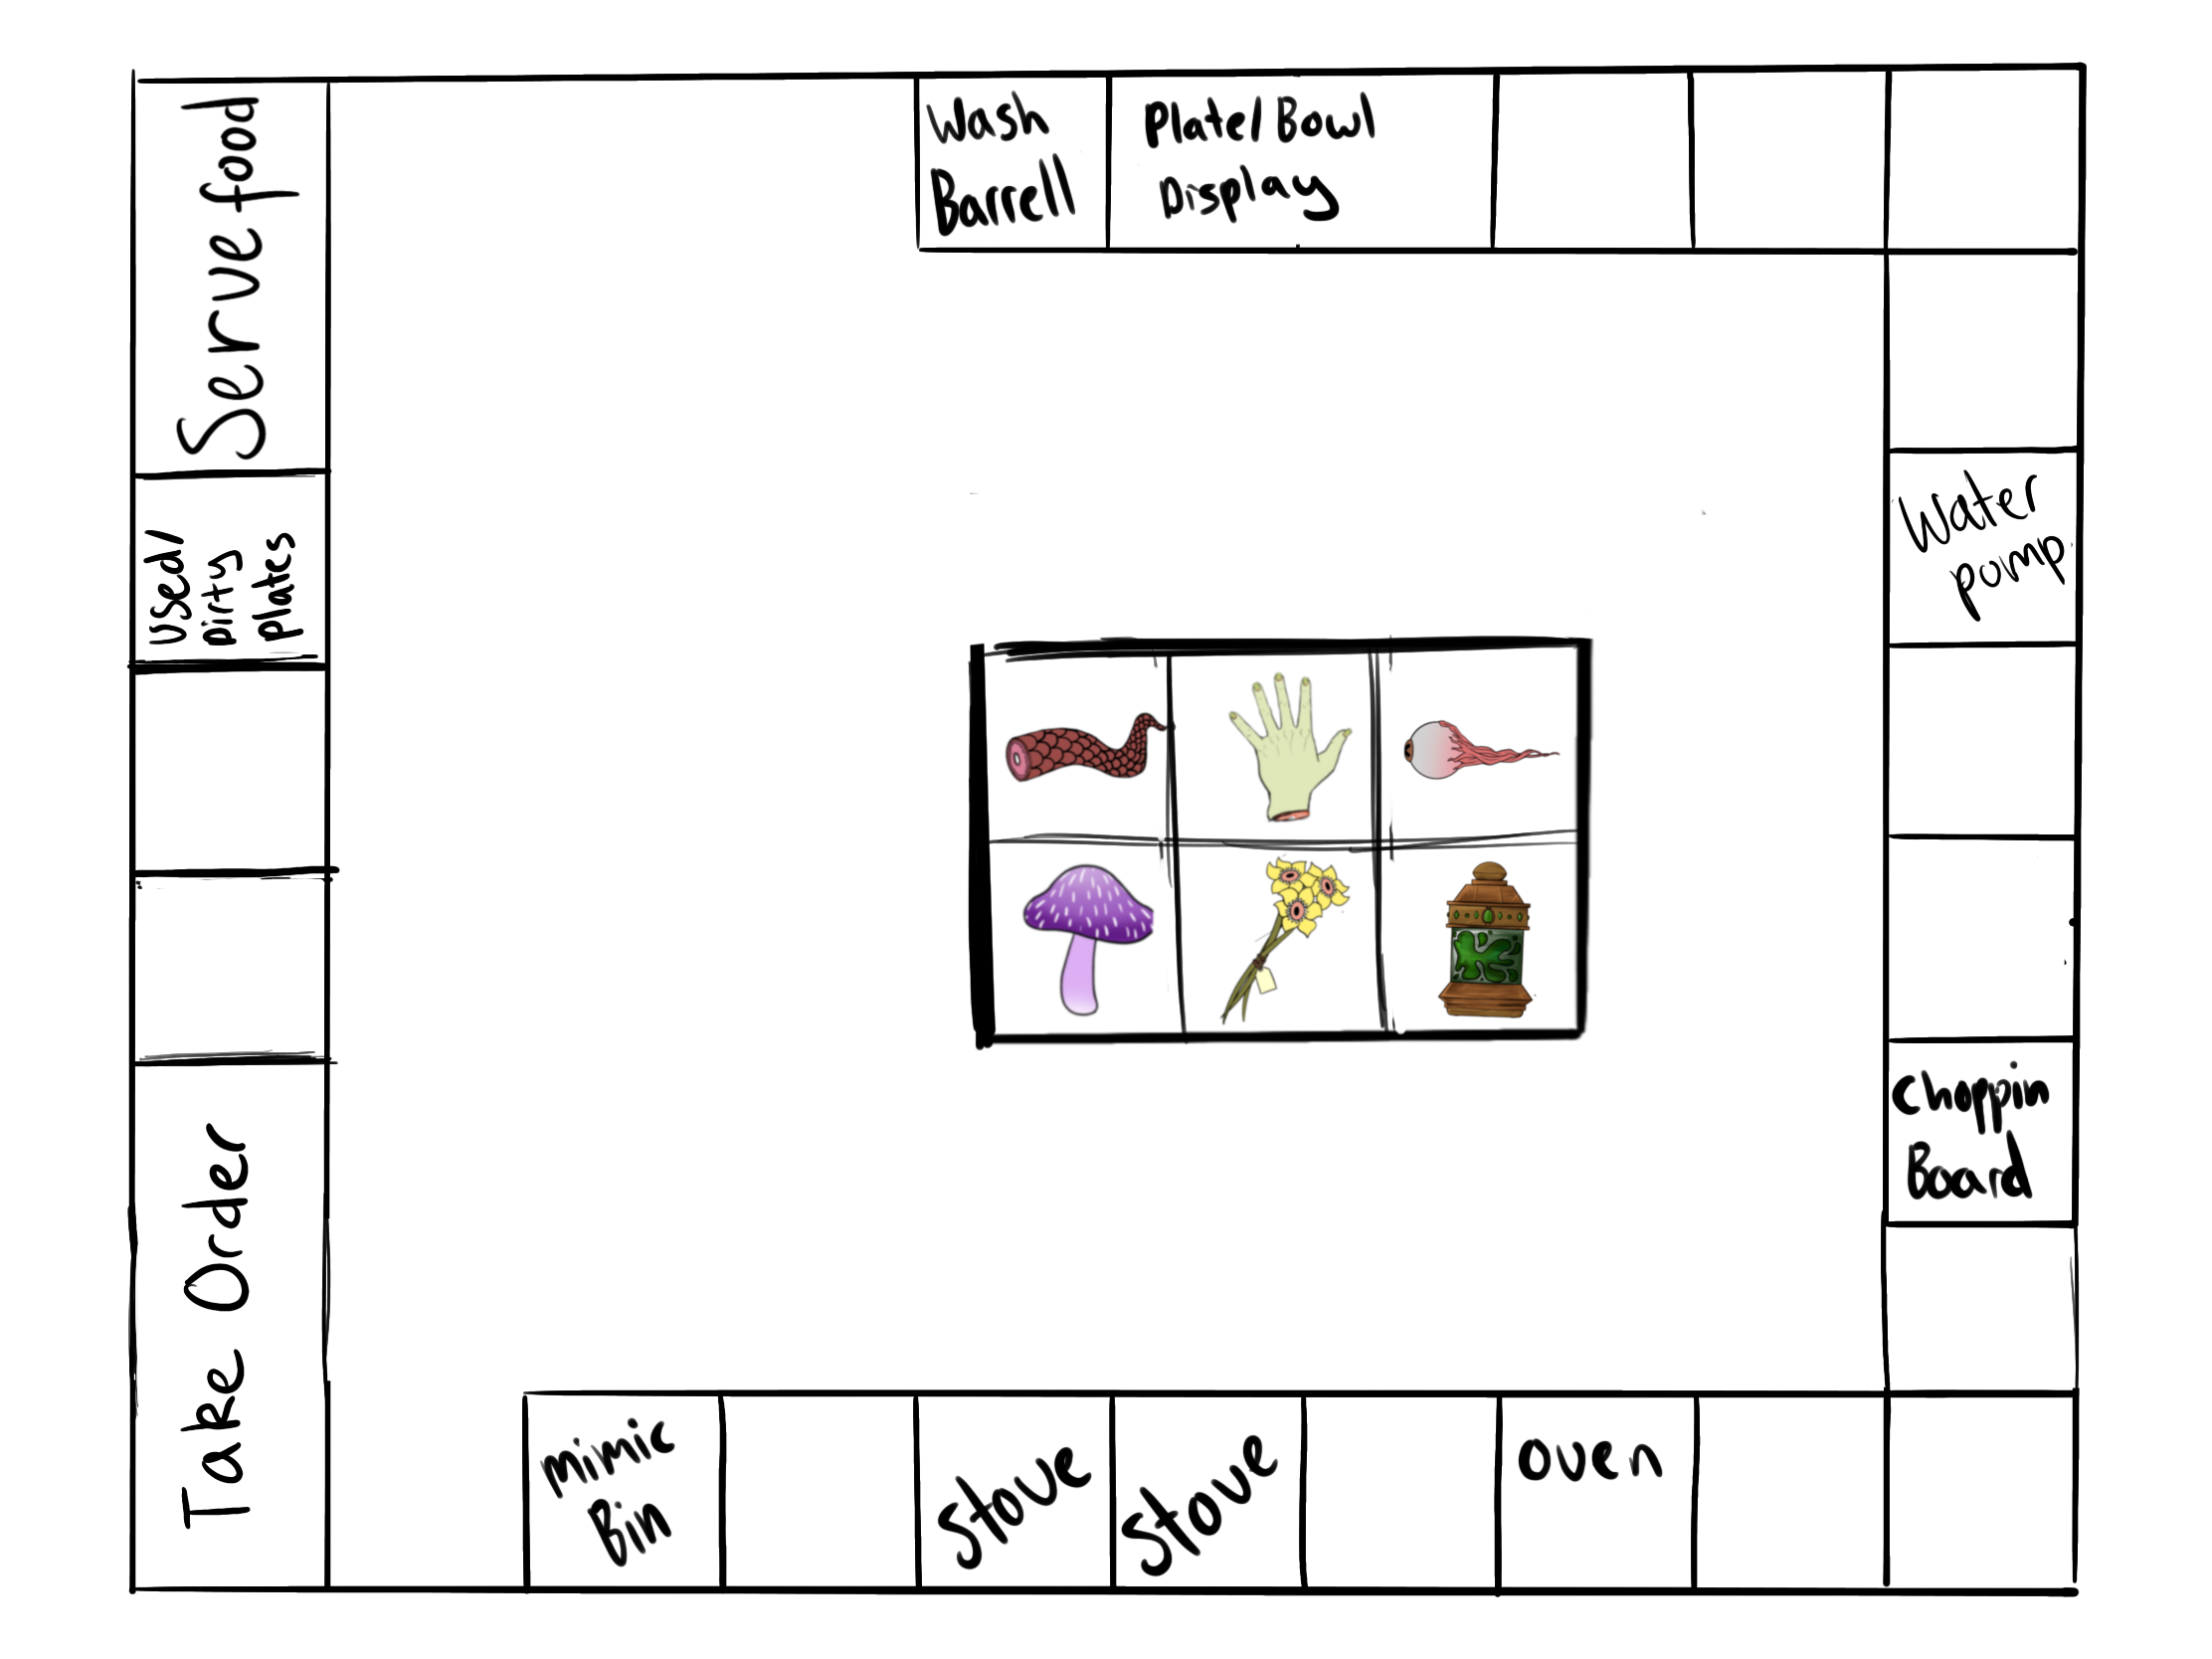 Serve food
Wash
Barrell
Plate/Bowl
Display
Used/
Dirty
plates
Water
pump
Choppin
Board
Take Order
mimic
Bin
Stove
Stove
oven